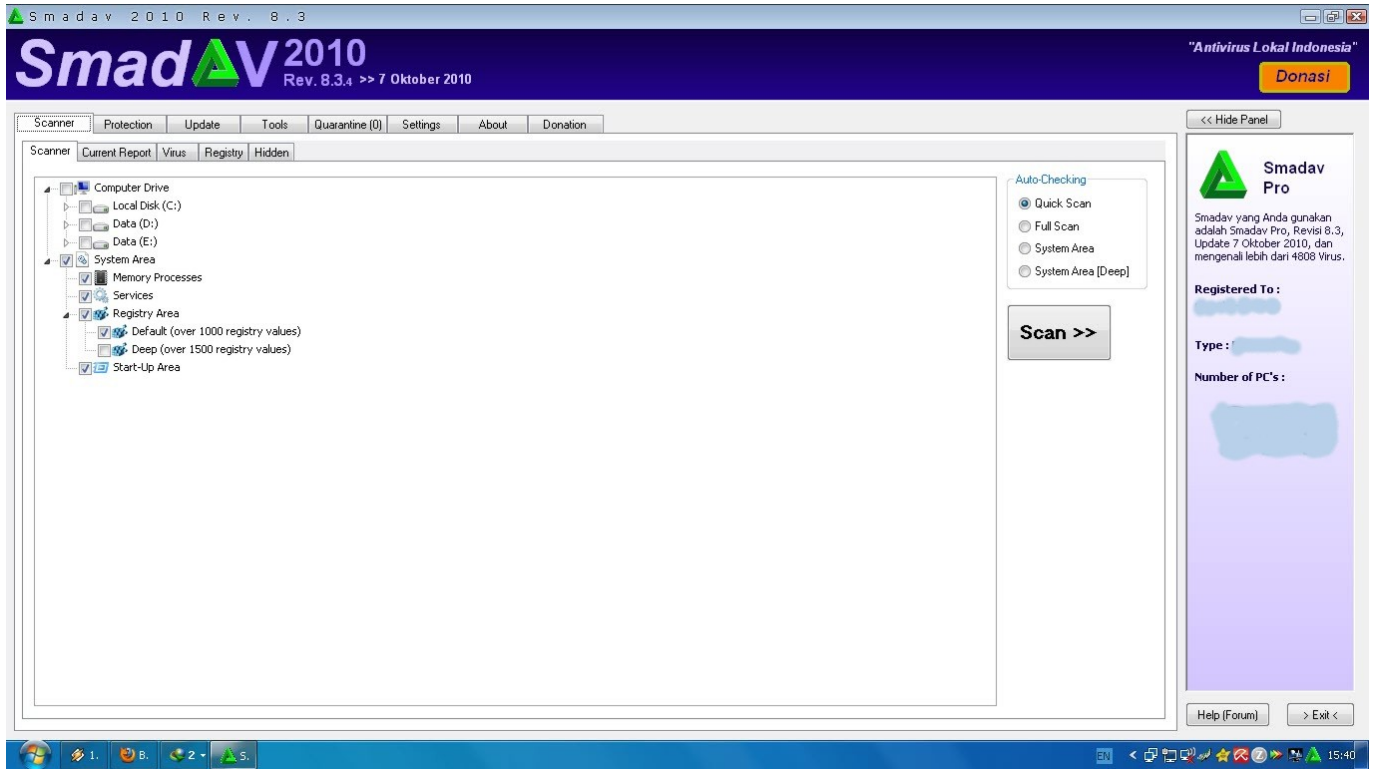 Smadav 2010 Rev. 8.3
SmadAV 2010
Rev. 8.3.4 >> 7 Oktober 2010
"Antivirus Lokal Indonesia"
Donasi
Scanner Protection Update Tools Quarantine (0) Settings About Donation
<< Hide Panel
Scanner Current Report Virus Registry Hidden
Computer Drive
Local Disk (C:)
Data (D:)
Data (E:)
System Area
Memory Processes
Services
Registry Area
Default (over 1000 registry values)
Deep (over 1500 registry values)
Start-Up Area
Auto-Checking
Quick Scan
Full Scan
System Area
System Area [Deep]
Scan >>
Smadav
Pro
Smadav yang Anda gunakan
adalah Smadav Pro, Revisi 8.3,
Update 7 Oktober 2010, dan
mengenali lebih dari 4808 Virus.
Registered To :
Type :
Number of PC's :
Help (Forum) > Exit <
1. B. 2 S. EN < 15:40